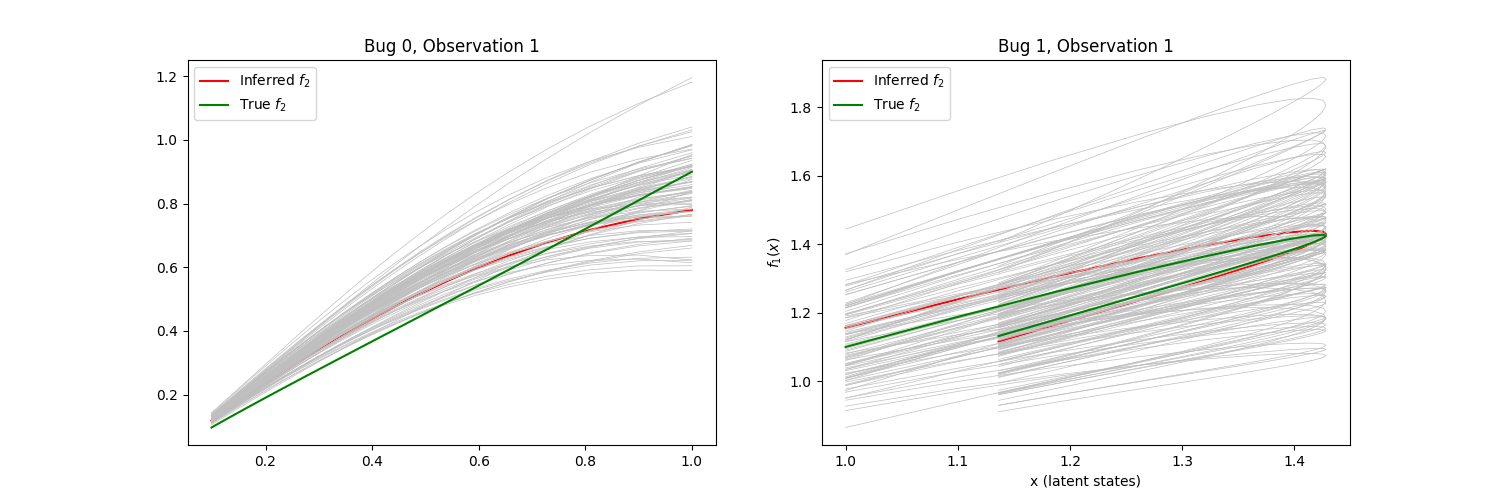 Bug 0, Observation 1
Inferred f₂
True f₂
1.2
1.0
0.8
0.6
0.4
0.2
0.2 0.4 0.6 0.8 1.0
Bug 1, Observation 1
Inferred f₂
True f₂
f₁(x)
1.8
1.6
1.4
1.2
1.0
1.0 1.1 1.2 1.3 1.4
x (latent states)